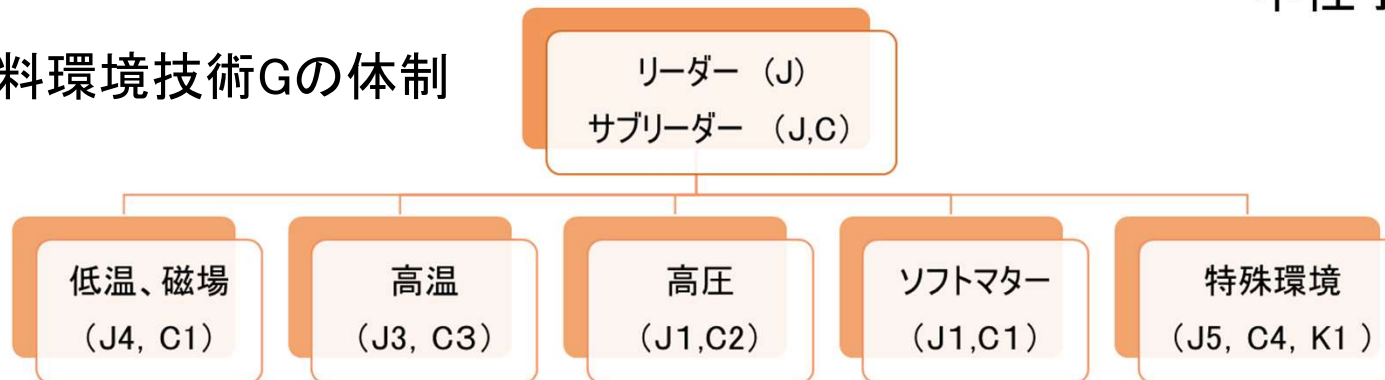 料環境技術Gの体制
リーダー (J)
サブリーダー (J,C)
低温、磁場
(J4, C1)
高温
(J3, C3)
高圧
(J1,C2)
ソフトマター
(J1,C1)
特殊環境
(J5, C4, K1 )